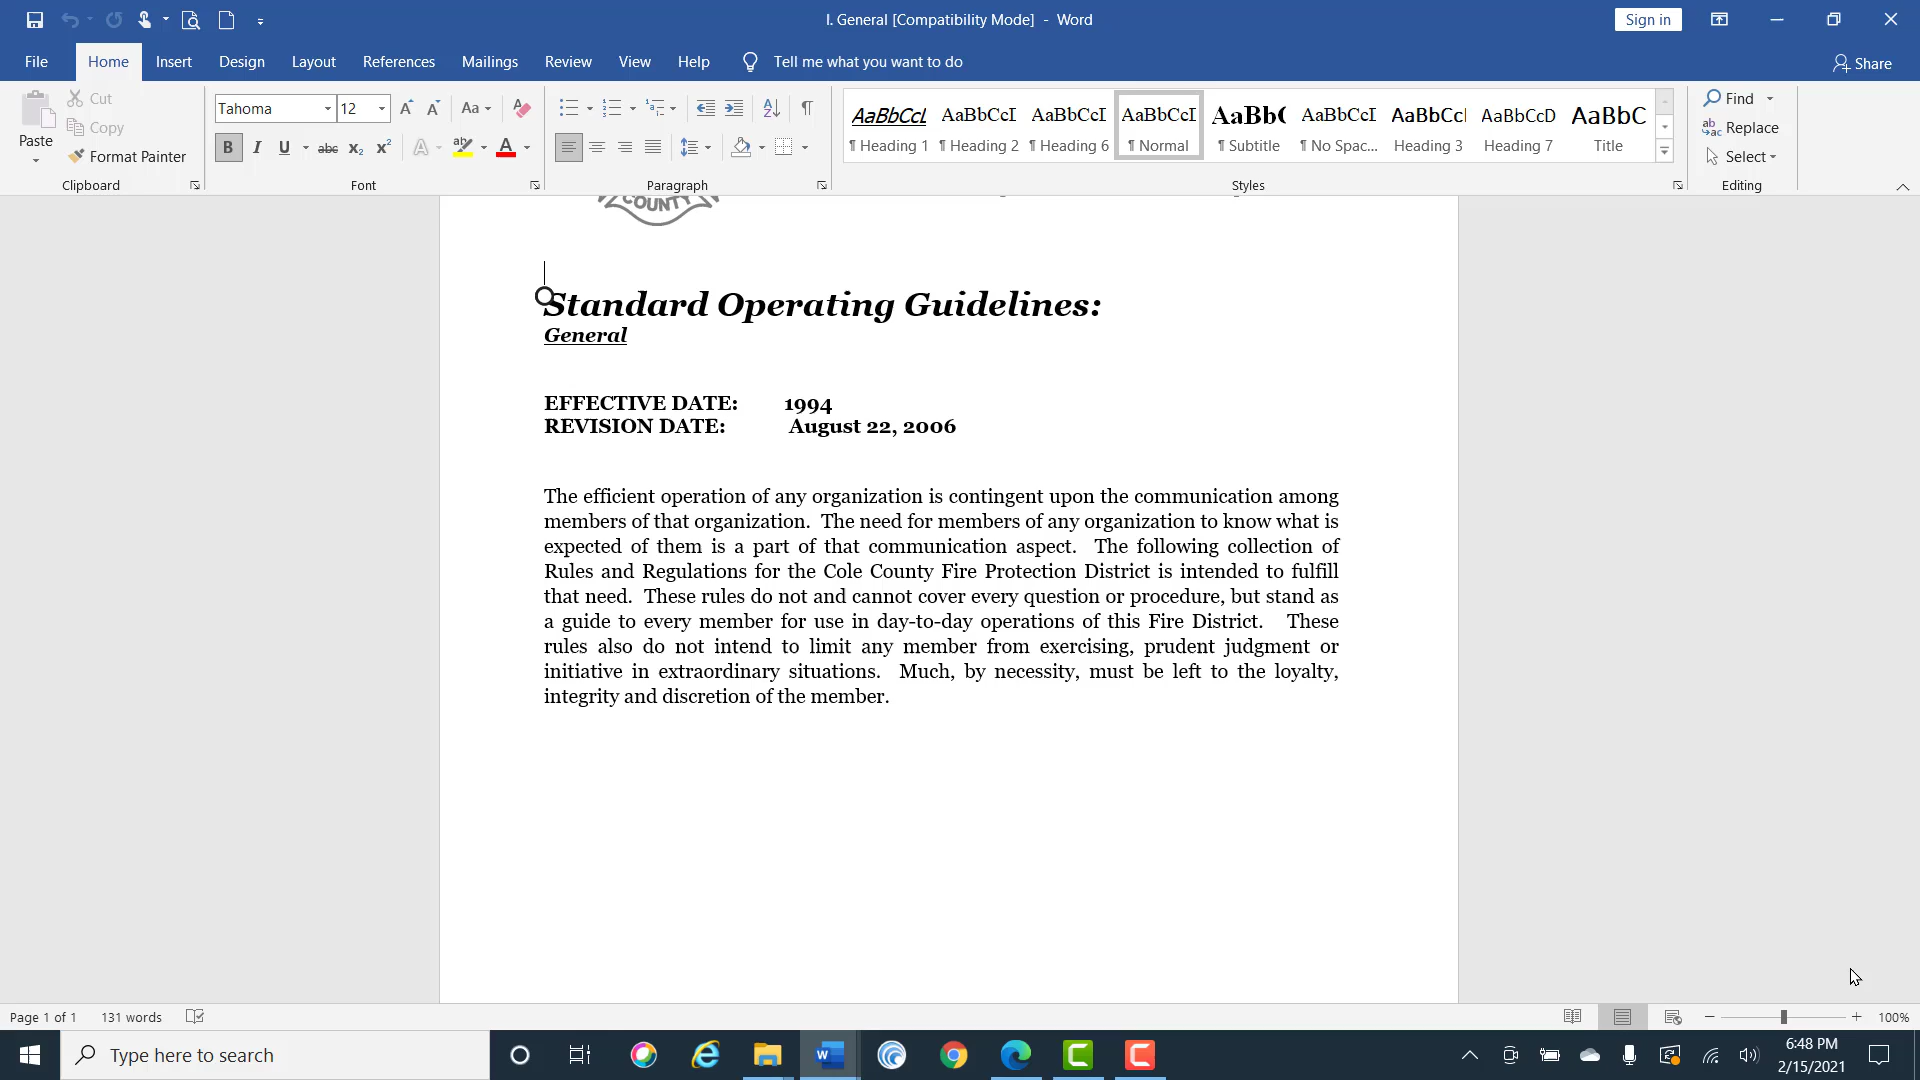 I. General [Compatibility Mode] - Word
Sign in
File Home Insert Design Layout References Mailings Review View Help Tell me what you want to do
Share
Paste
Cut
Copy
Format Painter
Clipboard
Tahoma 12
Aa
B I U abc x₂ x²
Font
Paragraph
AaBbCcI AaBbCcI AaBbCcI AaBbCcI AaBb( AaBbCcI AaBbCcI AaBbCcD AaBbC
¶ Heading 1 ¶ Heading 2 ¶ Heading 6 ¶ Normal ¶ Subtitle ¶ No Spac... Heading 3 Heading 7 Title
Styles
Find
Replace
Select
Editing
COUNTY
Standard Operating Guidelines:
General
EFFECTIVE DATE: 1994
REVISION DATE: August 22, 2006
The efficient operation of any organization is contingent upon the communication among
members of that organization. The need for members of any organization to know what is
expected of them is a part of that communication aspect. The following collection of
Rules and Regulations for the Cole County Fire Protection District is intended to fulfill
that need. These rules do not and cannot cover every question or procedure, but stand as
a guide to every member for use in day-to-day operations of this Fire District. These
rules also do not intend to limit any member from exercising, prudent judgment or
initiative in extraordinary situations. Much, by necessity, must be left to the loyalty,
integrity and discretion of the member.
Page 1 of 1 131 words
100%
Type here to search
6:48 PM
2/15/2021